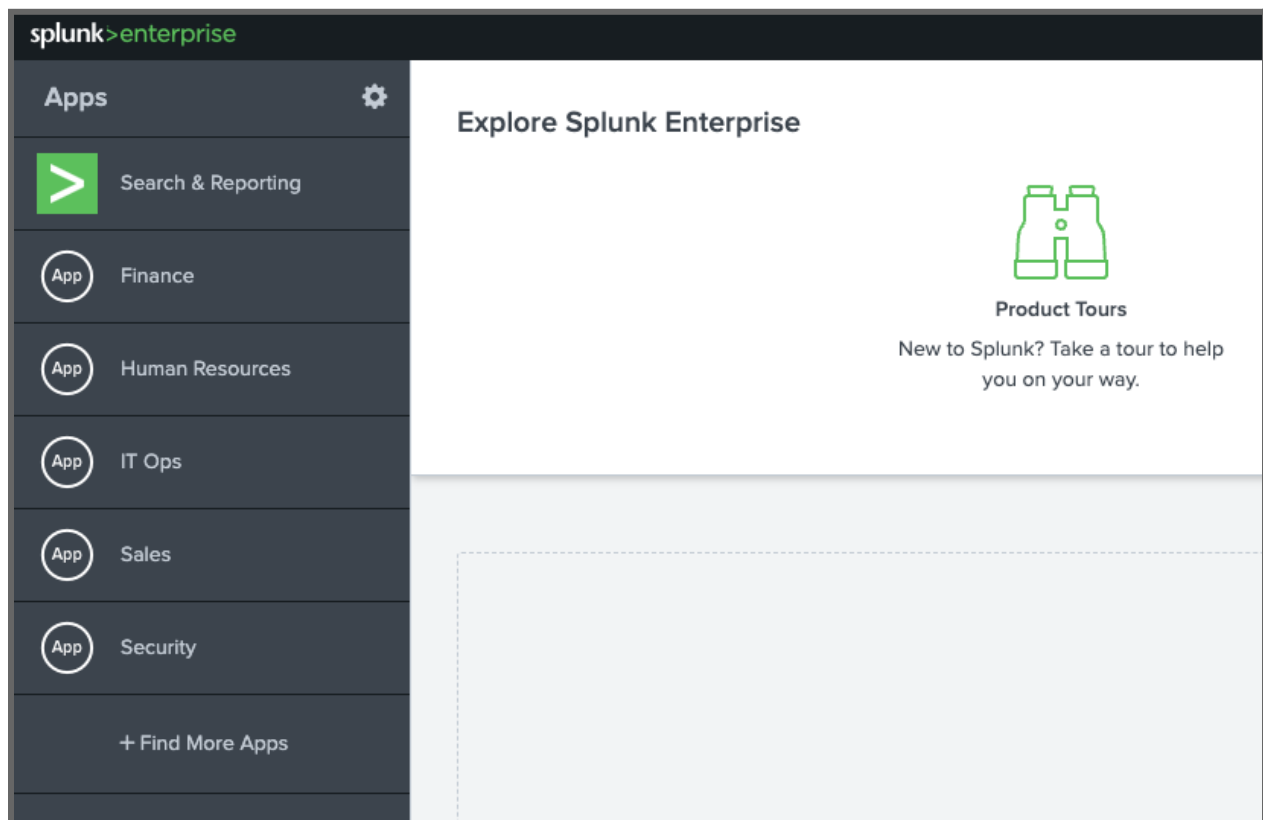 splunk>enterprise
Apps
Explore Splunk Enterprise
Search & Reporting
App Finance
App Human Resources
App IT Ops
App Sales
App Security
+ Find More Apps
Product Tours
New to Splunk? Take a tour to help
you on your way.